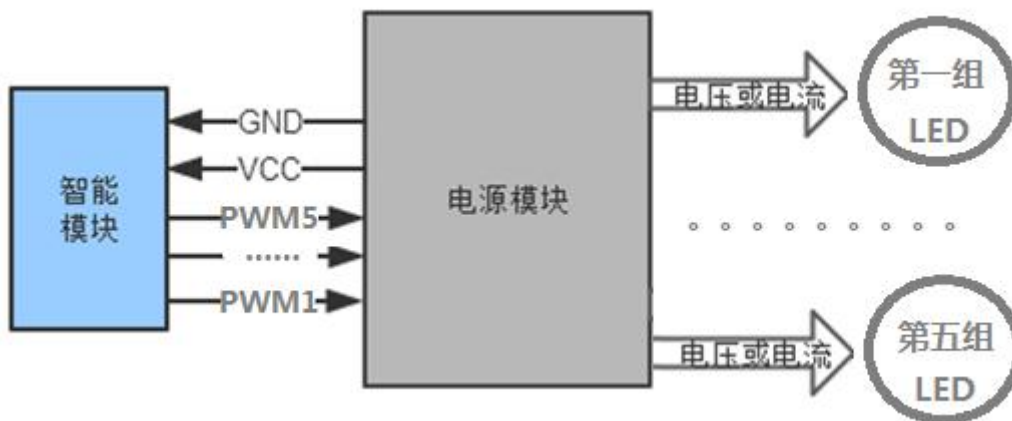 智能
模块
GND
VCC
PWM5
······
PWM1
电源模块
电压或电流
第一组
LED
电压或电流
第五组
LED